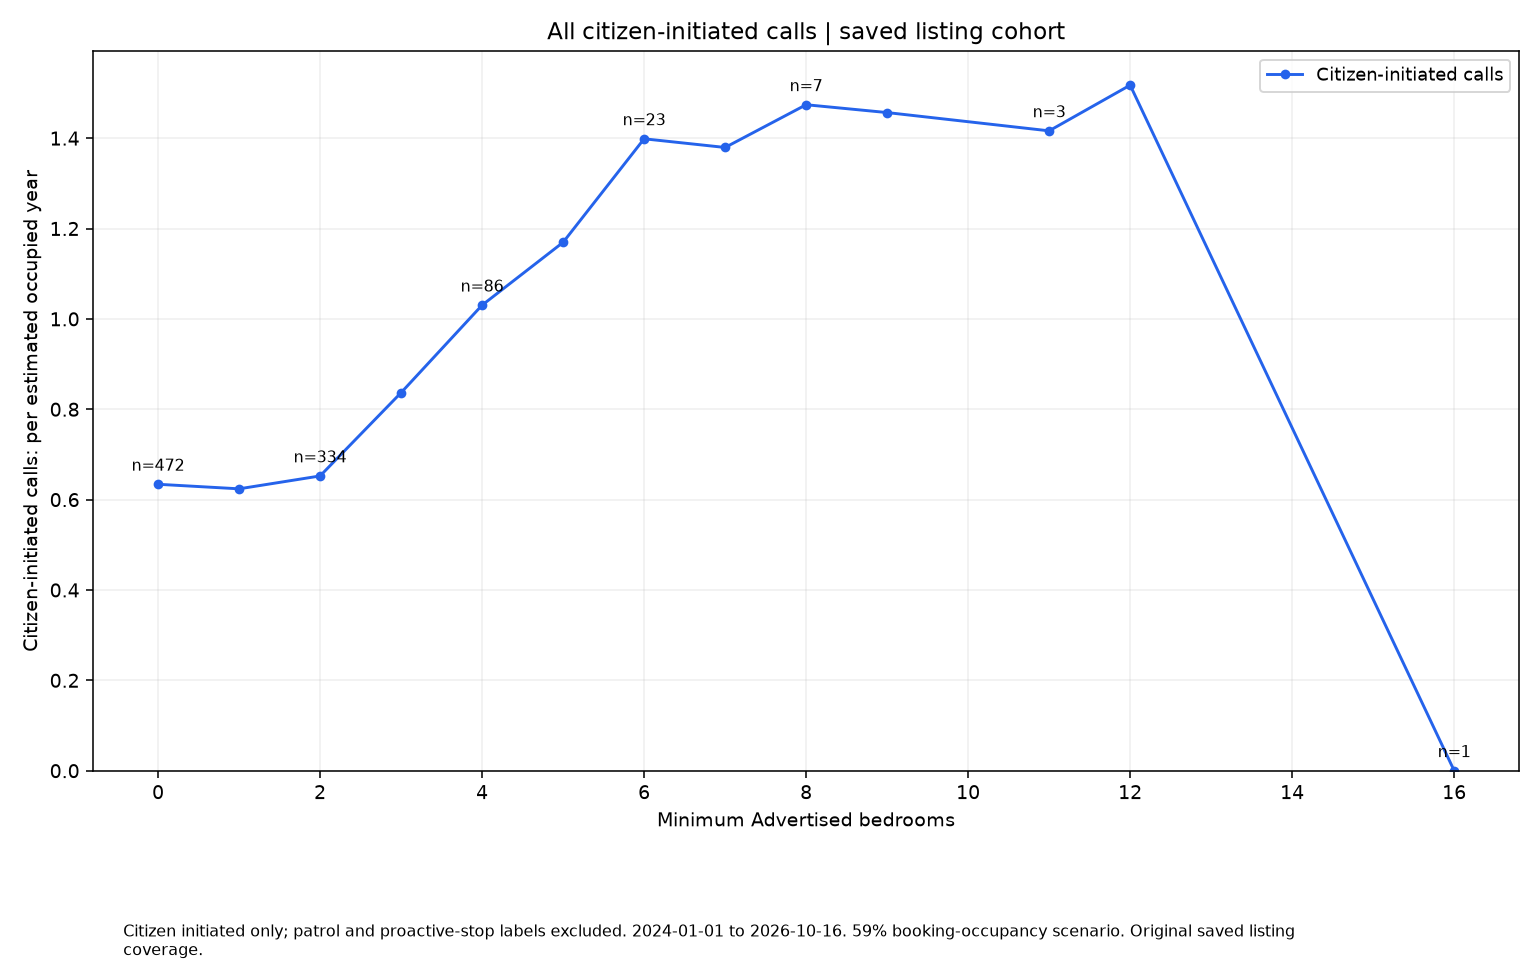 All citizen-initiated calls | saved listing cohort
Citizen-initiated calls
n=472
n=334
n=86
n=23
n=7
n=3
n=1
Citizen-initiated calls: per estimated occupied year
1.4
1.2
1.0
0.8
0.6
0.4
0.2
0.0
0 2 4 6 8 10 12 14 16
Minimum Advertised bedrooms
Citizen initiated only; patrol and proactive-stop labels excluded. 2024-01-01 to 2026-10-16. 59% booking-occupancy scenario. Original saved listing
coverage.